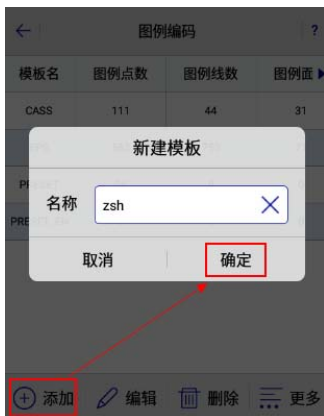 ← 图例编码 ?
模板名 图例点数 图例线数 图例面
CASS 111 44 31
新建模板
名称 zsh
取消 确定
添加 编辑 删除 更多